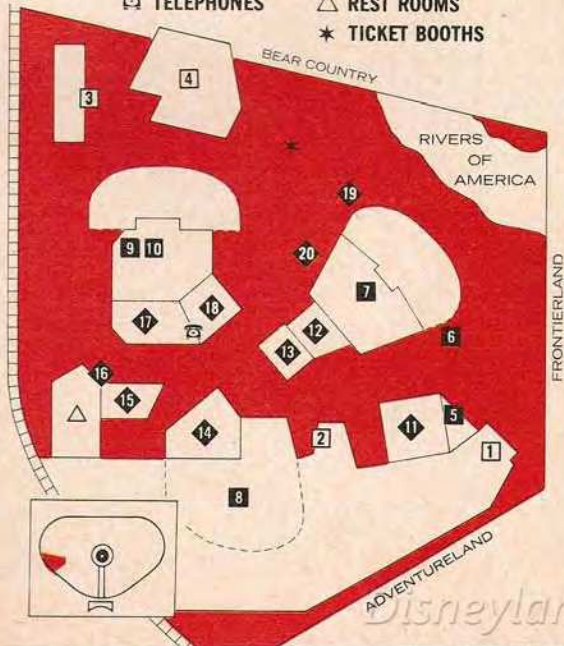 TELEPHONES
REST ROOMS
TICKET BOOTHS
BEAR COUNTRY
3
4
RIVERS
OF
AMERICA
19
9 10
20
7
FRONTIERLAND
17
18
12
6
13
16
15
14
2
11
5
1
8
ADVENTURELAND
Disneylan